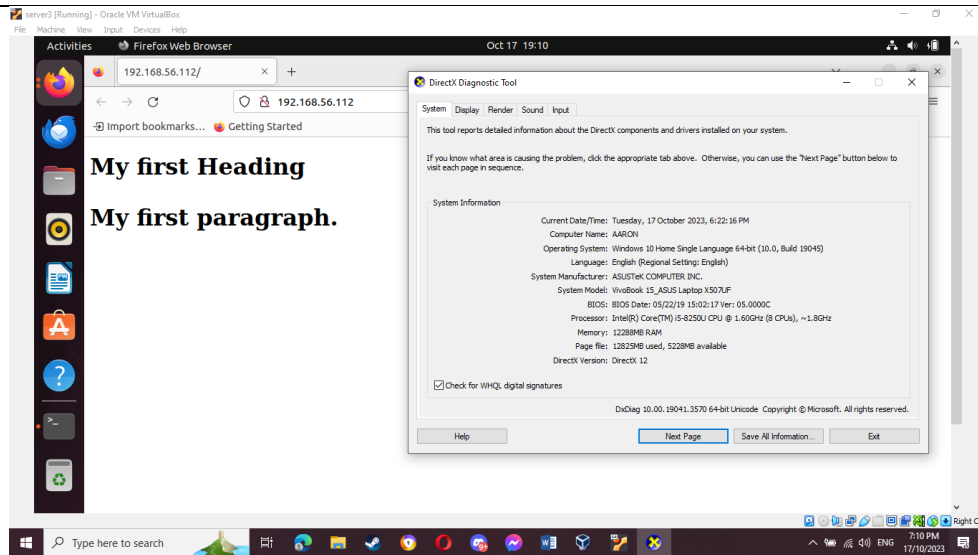 server3 [Running] - Oracle VM VirtualBox
File Machine View Input Devices Help
Activities Firefox Web Browser Oct 17 19:10
192.168.56.112/
192.168.56.112
Import bookmarks... Getting Started
My first Heading
My first paragraph.
DirectX Diagnostic Tool
System Display Render Sound Input
This tool reports detailed information about the DirectX components and drivers installed on your system.
If you know what area is causing the problem, click the appropriate tab above. Otherwise, you can use the "Next Page" button below to
visit each page in sequence.
System Information
Current Date/Time: Tuesday, 17 October 2023, 6:22:16 PM
Computer Name: AARON
Operating System: Windows 10 Home Single Language 64-bit (10.0, Build 19045)
Language: English (Regional Setting: English)
System Manufacturer: ASUSTeK COMPUTER INC.
System Model: VivoBook 15_ASUS Laptop X507UF
BIOS: BIOS Date: 05/22/19 15:02:17 Ver: 05.0000C
Processor: Intel(R) Core(TM) i5-8250U CPU @ 1.60GHz (8 CPUs), ~1.8GHz
Memory: 12288MB RAM
Page file: 12825MB used, 5228MB available
DirectX Version: DirectX 12
Check for WHQL digital signatures
DxDiag 10.00.19041.3570 64-bit Unicode Copyright © Microsoft. All rights reserved.
Help Next Page Save All Information... Exit
Right C
Type here to search
ENG
7:10 PM
17/10/2023